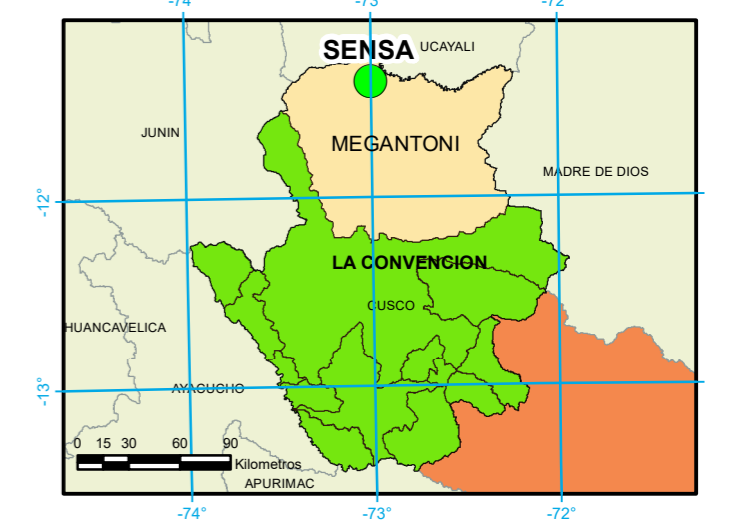 -74°
-73°
-72
SENSA
UCAYALI
JUNIN
MEGANTONI
MADRE DE DIOS
-12°
LA CONVENCION
CUSCO
HUANCAVELICA
-13°
AYACUCHO
0 15 30 60 90
Kilometros
APURIMAC
-74°
-73°
-72°